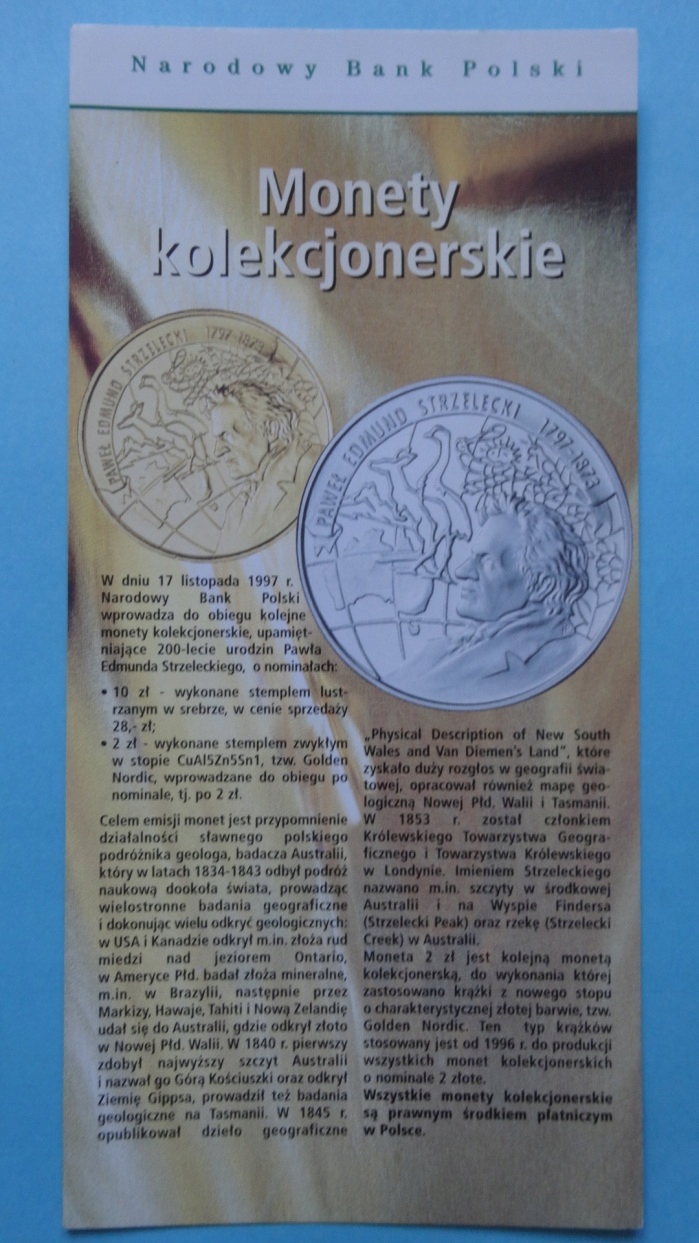 Narodowy Bank Polski
Monety
kolekcjonerskie
PAWEŁ EDMUND STRZELECKI 1797-1873
PAWEŁ EDMUND STRZELECKI 1797-1873
W dniu 17 listopada 1997 r.
Narodowy Bank Polski
wprowadza do obiegu kolejne
monety kolekcjonerskie, upamięt-
niające 200-lecie urodzin Pawła
Edmunda Strzeleckiego, o nominałach:
• 10 zł - wykonane stemplem lust-
rzanym w srebrze, w cenie sprzedaży
28,- zł;
• 2 zł - wykonane stemplem zwykłym
w stopie CuAl5Zn5Sn1, tzw. Golden
Nordic, wprowadzane do obiegu po
nominale, tj. po 2 zł.
Celem emisji monet jest przypomnienie
działalności sławnego polskiego
podróżnika geologa, badacza Australii,
który w latach 1834-1843 odbył podróż
naukową dookoła świata, prowadząc
wielostronne badania geograficzne
i dokonując wielu odkryć geologicznych:
w USA i Kanadzie odkrył m.in. złoża rud
miedzi nad jeziorem Ontario,
w Ameryce Płd. badał złoża mineralne,
m.in. w Brazylii, następnie przez
Markizy, Hawaje, Tahiti i Nową Zelandię
udał się do Australii, gdzie odkrył złoto
w Nowej Płd. Walii. W 1840 r. pierwszy
zdobył najwyższy szczyt Australii
i nazwał go Górą Kościuszki oraz odkrył
Ziemię Gippsa, prowadził też badania
geologiczne na Tasmanii. W 1845 r.
opublikował dzieło geograficzne
„Physical Description of New South
Wales and Van Diemen's Land", które
zyskało duży rozgłos w geografii świa-
towej, opracował również mapę geo-
logiczną Nowej Płd. Walii i Tasmanii.
W 1853 r. został członkiem
Królewskiego Towarzystwa Geogra-
ficznego i Towarzystwa Królewskiego
w Londynie. Imieniem Strzeleckiego
nazwano m.in. szczyty w środkowej
Australii i na Wyspie Findersa
(Strzelecki Peak) oraz rzekę (Strzelecki
Creek) w Australii.
Moneta 2 zł jest kolejną monetą
kolekcjonerską, do wykonania której
zastosowano krążki z nowego stopu
o charakterystycznej złotej barwie, tzw.
Golden Nordic. Ten typ krążków
stosowany jest od 1996 r. do produkcji
wszystkich monet kolekcjonerskich
o nominale 2 złote.
Wszystkie monety kolekcjonerskie
są prawnym środkiem płatniczym
w Polsce.